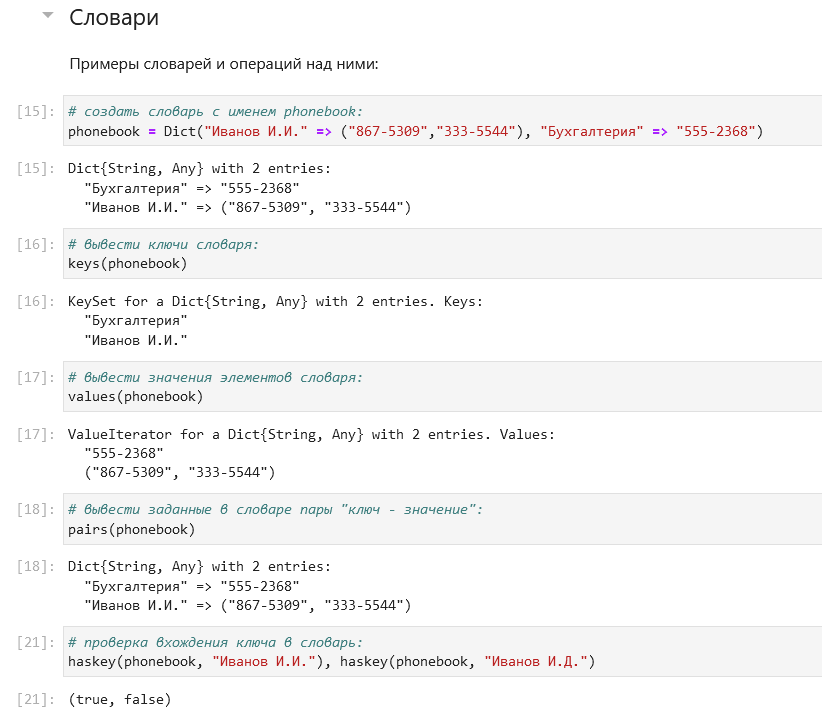 Словари
Примеры словарей и операций над ними:
[15]: # создать словарь с именем phonebook:
phonebook = Dict("Иванов И.И." => ("867-5309","333-5544"), "Бухгалтерия" => "555-2368")
[15]: Dict{String, Any} with 2 entries:
"Бухгалтерия" => "555-2368"
"Иванов И.И." => ("867-5309", "333-5544")
[16]: # вывести ключи словаря:
keys(phonebook)
[16]: KeySet for a Dict{String, Any} with 2 entries. Keys:
"Бухгалтерия"
"Иванов И.И."
[17]: # вывести значения элементов словаря:
values(phonebook)
[17]: ValueIterator for a Dict{String, Any} with 2 entries. Values:
"555-2368"
("867-5309", "333-5544")
[18]: # вывести заданные в словаре пары "ключ - значение":
pairs(phonebook)
[18]: Dict{String, Any} with 2 entries:
"Бухгалтерия" => "555-2368"
"Иванов И.И." => ("867-5309", "333-5544")
[21]: # проверка вхождения ключа в словарь:
haskey(phonebook, "Иванов И.И."), haskey(phonebook, "Иванов И.Д.")
[21]: (true, false)